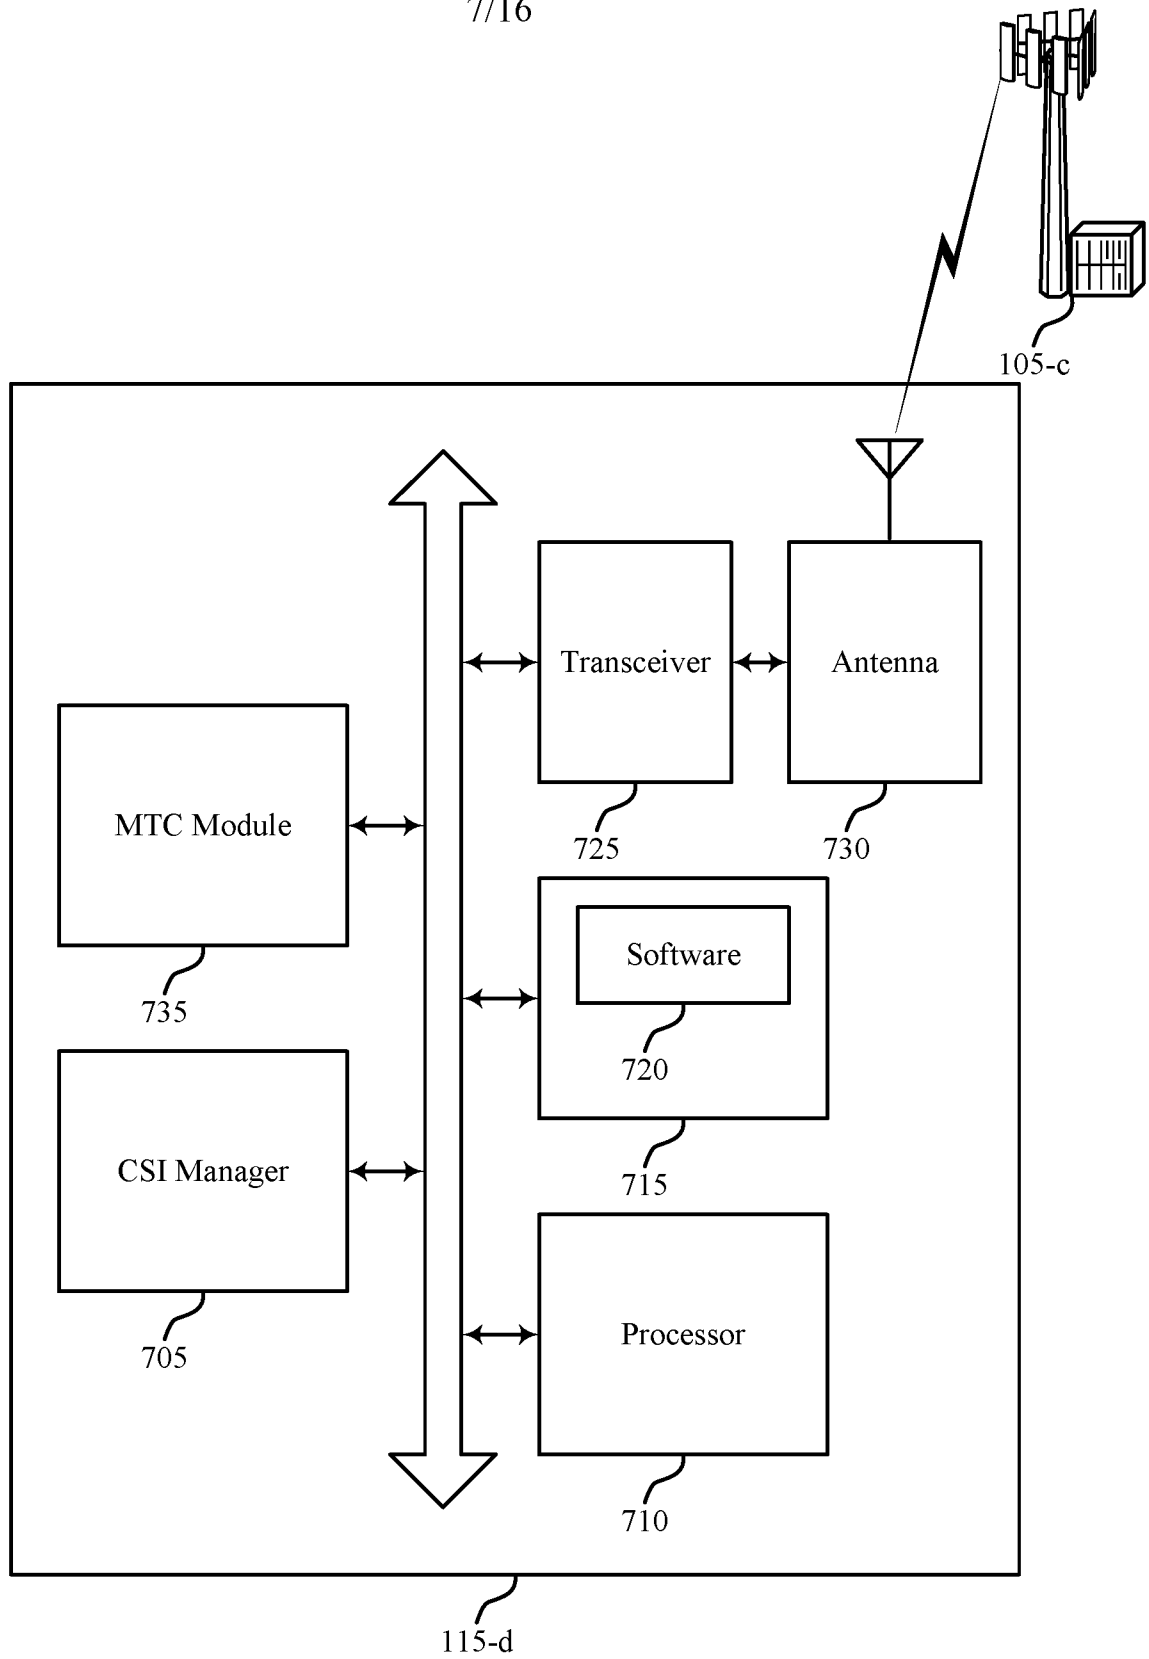 7/16
105-c
Transceiver
Antenna
725
730
MTC Module
735
Software
720
715
CSI Manager
705
Processor
710
115-d